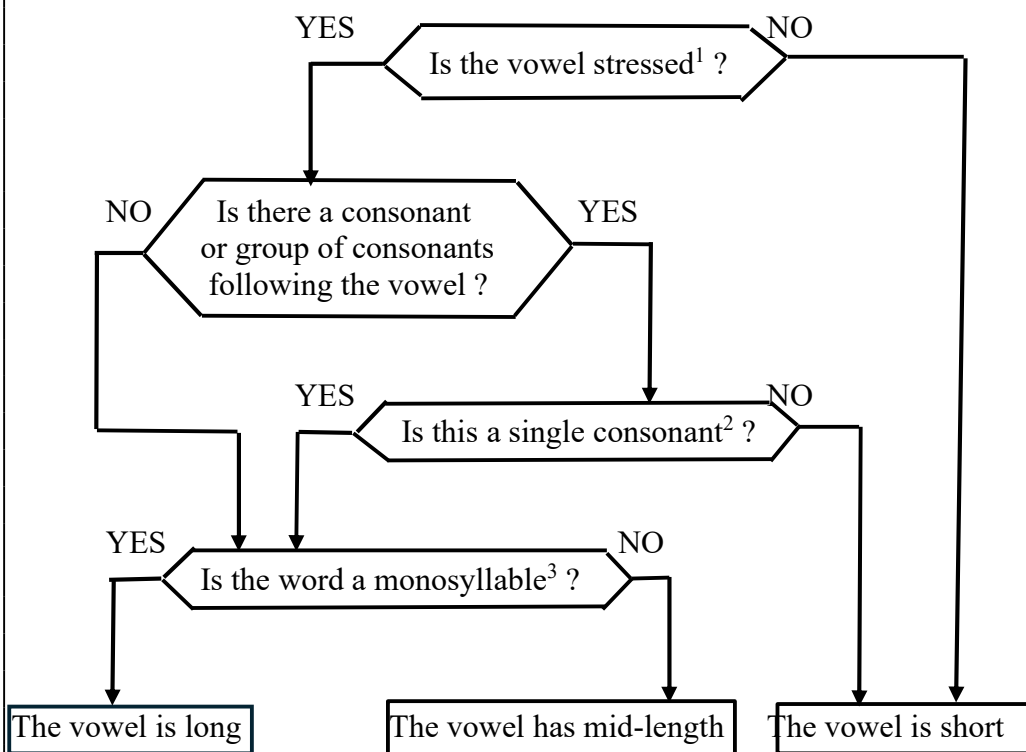 YES
NO
Is the vowel stressed¹ ?
NO
Is there a consonant
or group of consonants
following the vowel ?
YES
YES
NO
Is this a single consonant² ?
YES
NO
Is the word a monosyllable³ ?
The vowel is long
The vowel has mid-length
The vowel is short